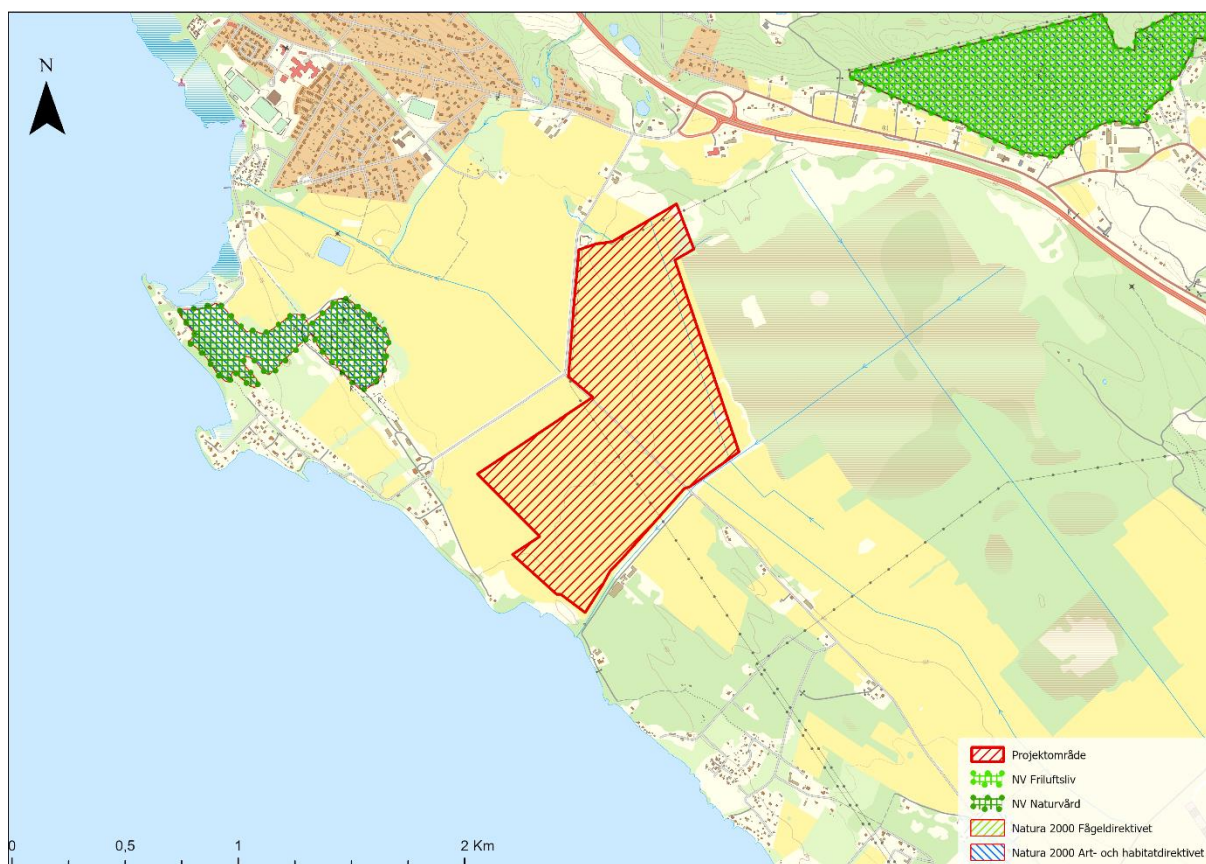 N
Projektområde
NV Friluftsliv
NV Naturvård
Natura 2000 Fågeldirektivet
Natura 2000 Art- och habitatdirektivet
0 0,5 1 2 Km